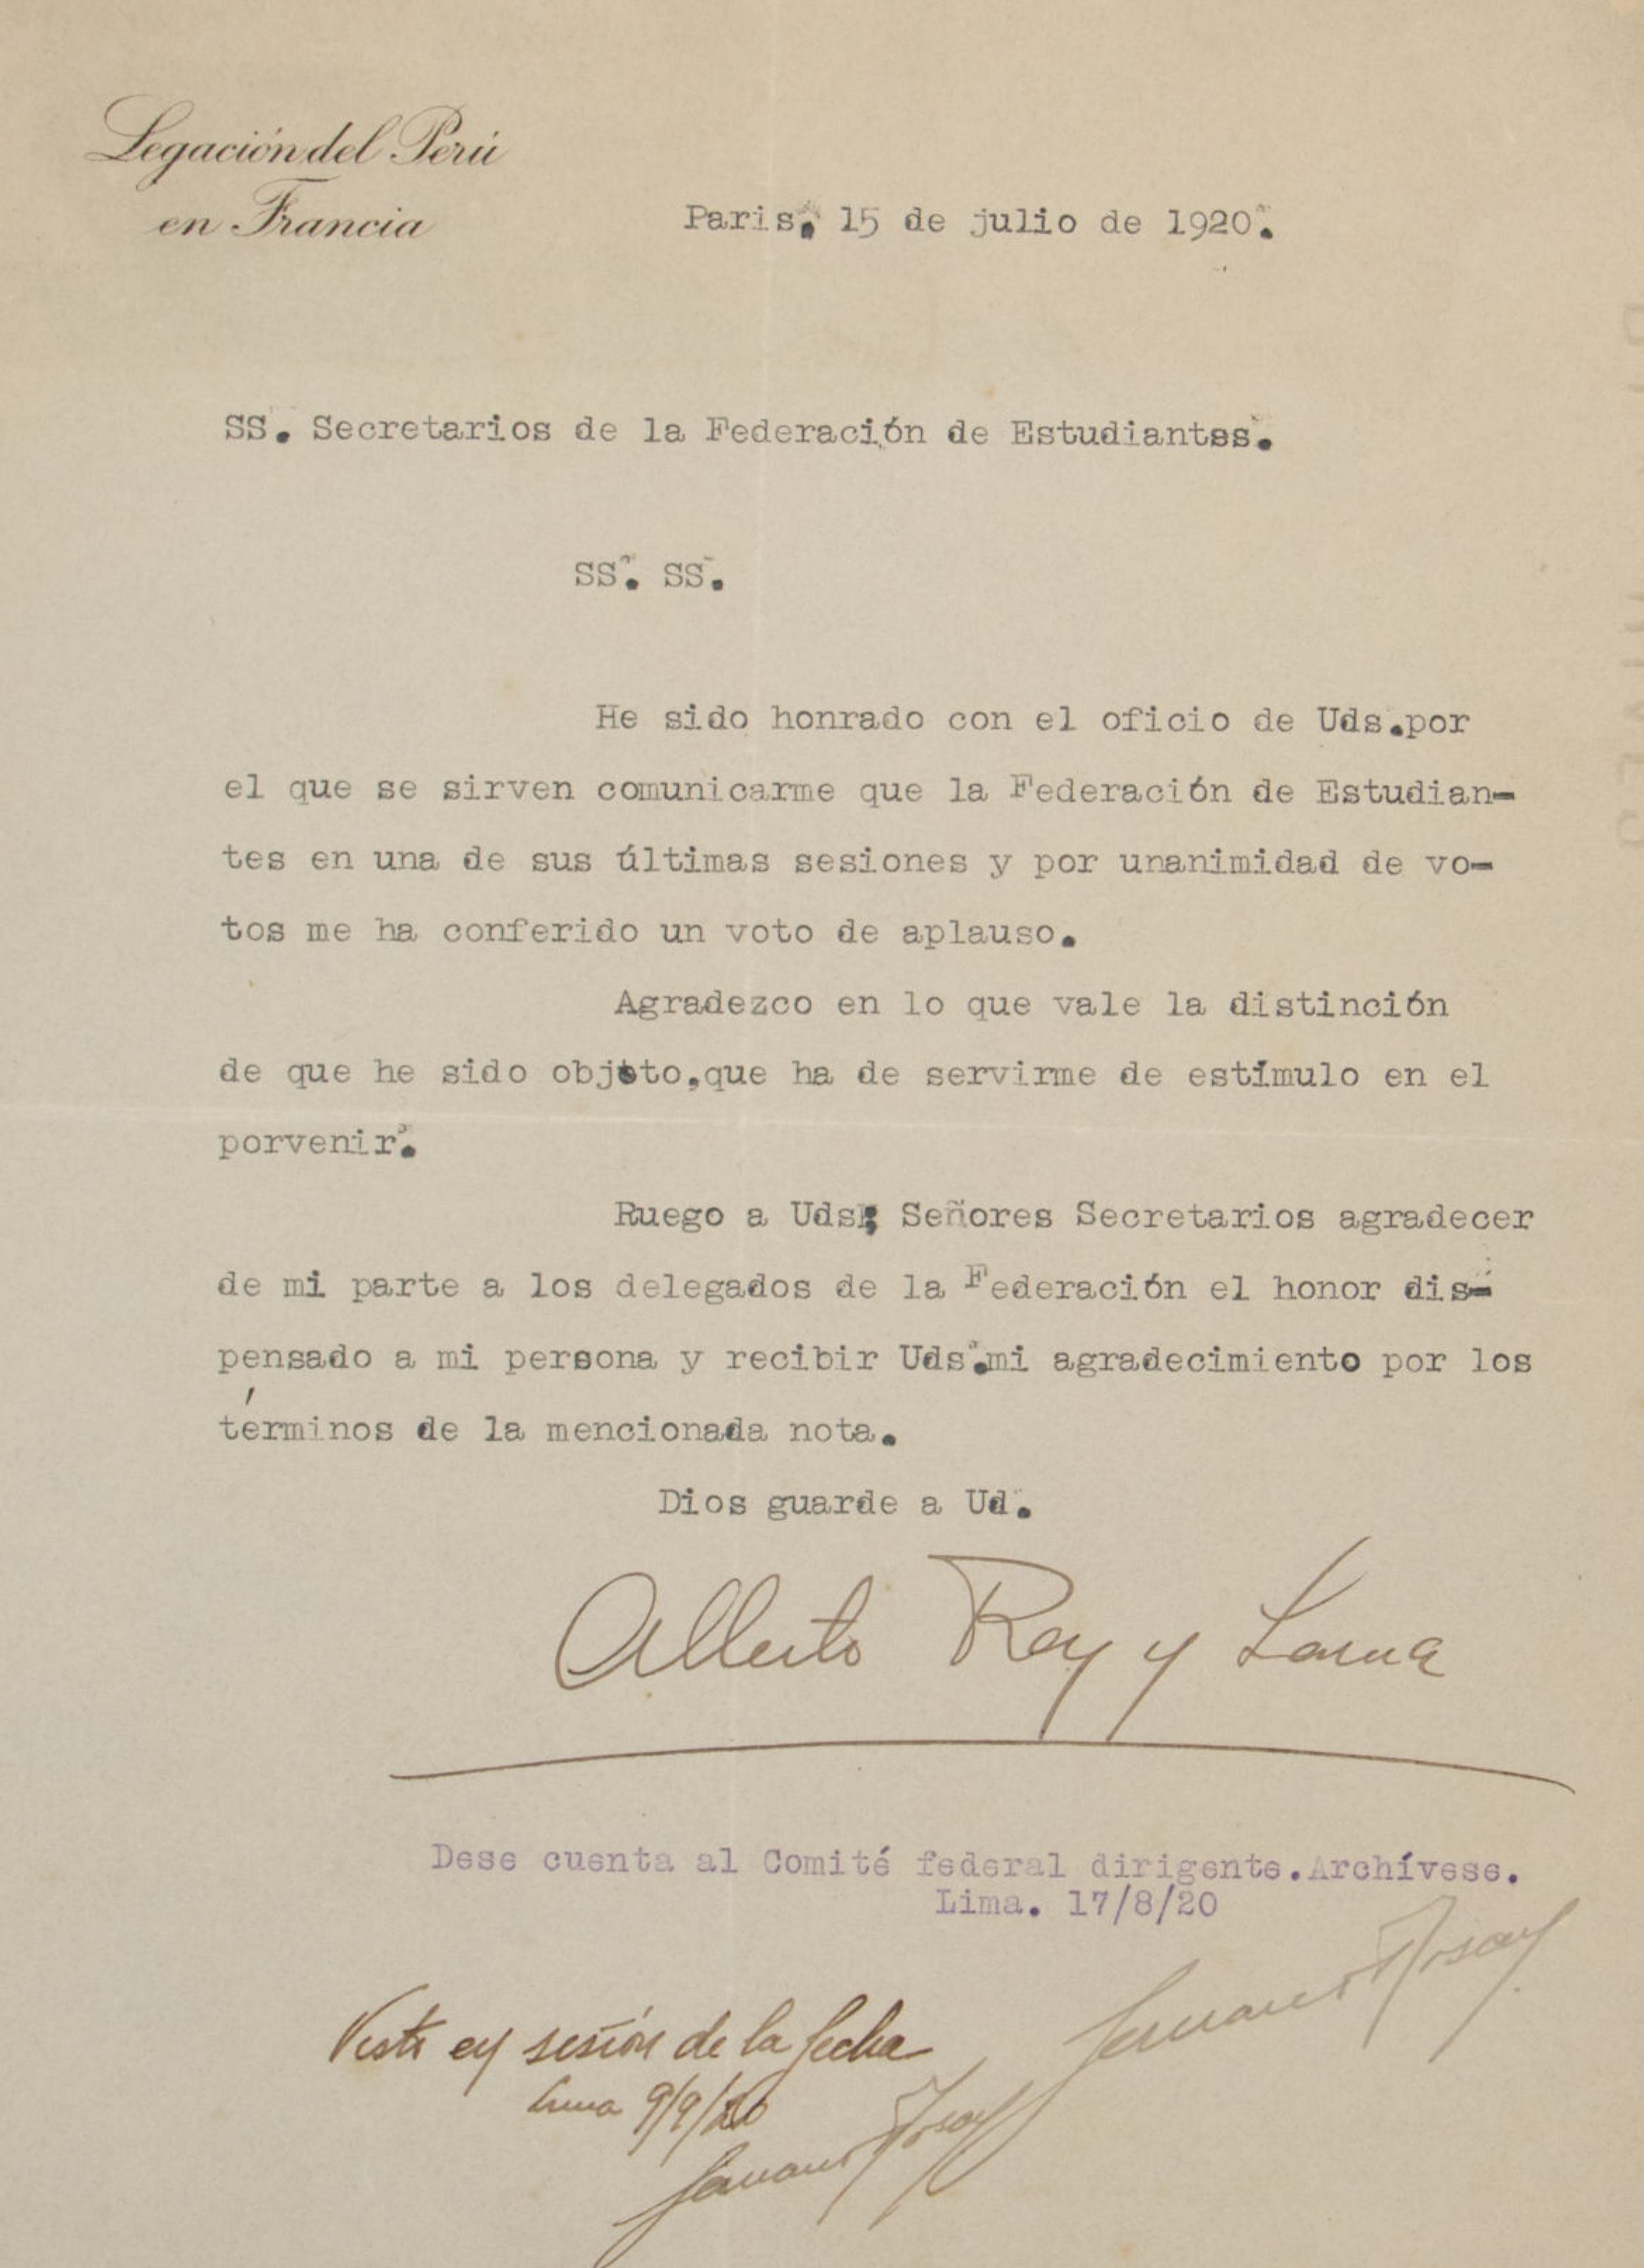 Legación del Perú
en Francia
Paris, 15 de julio de 1920.
SS. Secretarios de la Federación de Estudiantes.
SS. SS.
He sido honrado con el oficio de Uds.por
el que se sirven comunicarme que la Federación de Estudian-
tes en una de sus últimas sesiones y por unanimidad de vo-
tos me ha conferido un voto de aplauso.
Agradezco en lo que vale la distinción
de que he sido objeto,que ha de servirme de estímulo en el
porvenir.
Ruego a Uds; Señores Secretarios agradecer
de mi parte a los delegados de la Federación el honor dis-
pensado a mi persona y recibir Uds.mi agradecimiento por los
términos de la mencionada nota.
Dios guarde a Ud.
Alberto Rey y Lama
Dese cuenta al Comité federal dirigente.Archívese.
Lima. 17/8/20
Visto en sesión de la fecha
Lima 9/9/20